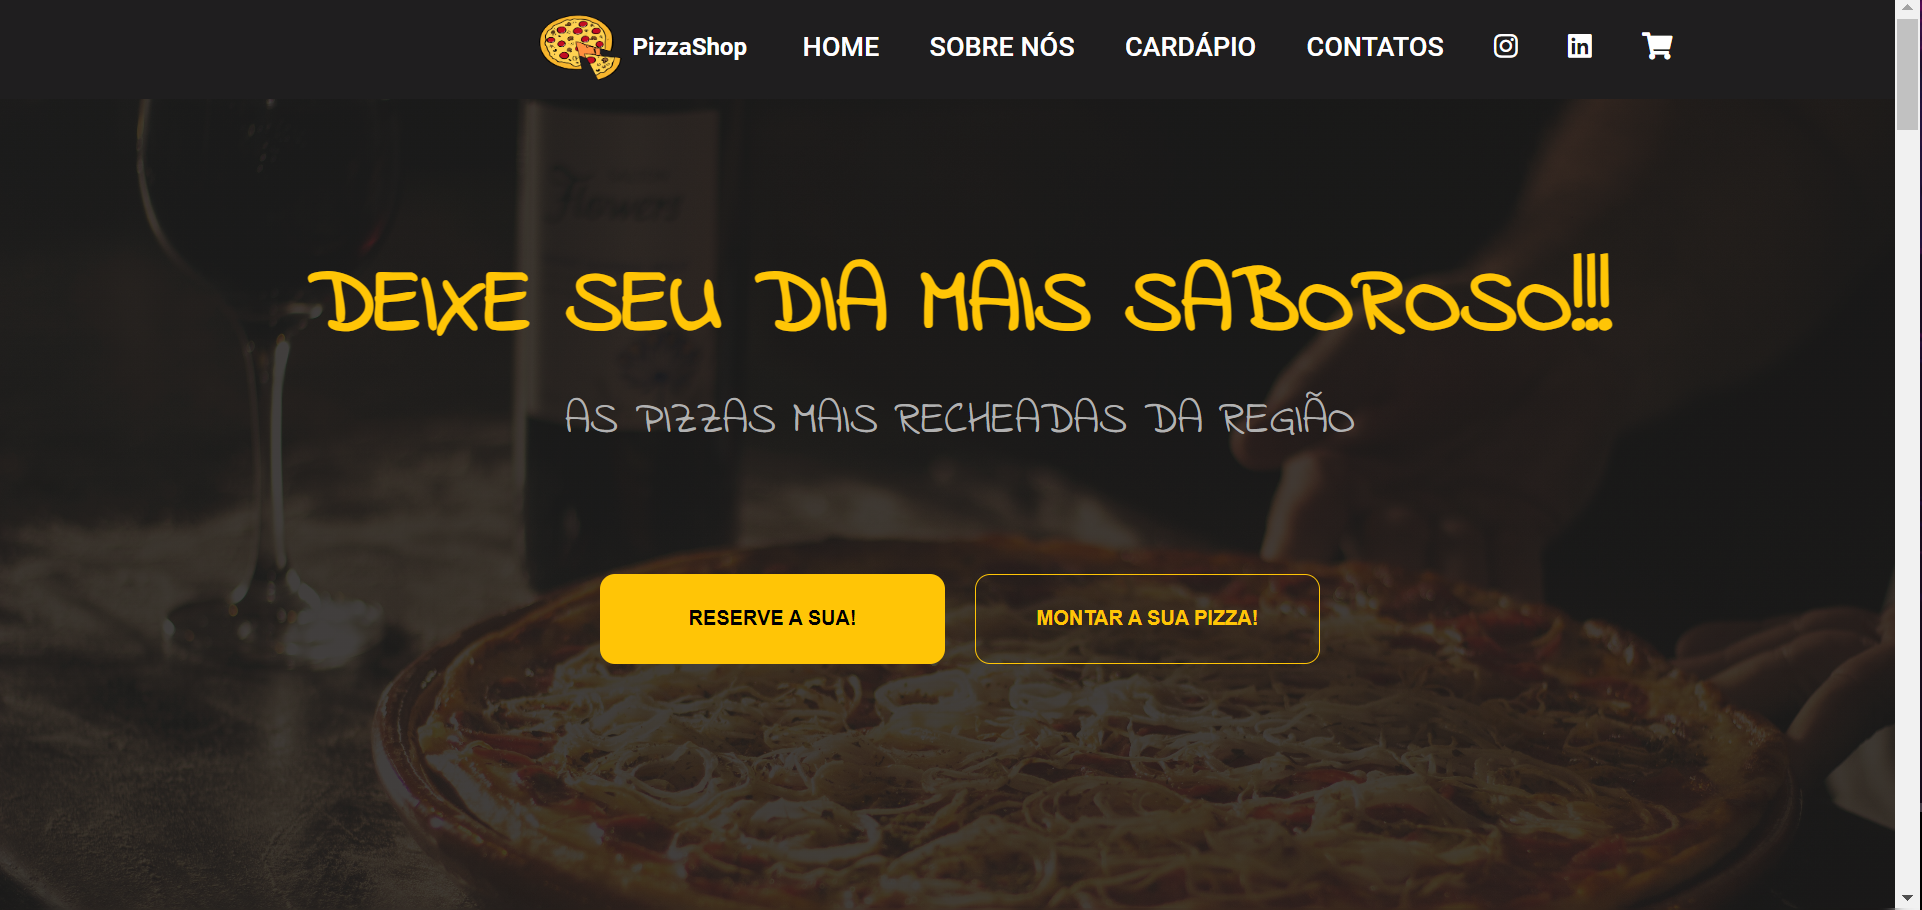 PizzaShop
HOME
SOBRE NÓS
CARDÁPIO
CONTATOS
Flowers
DEIXE SEU DIA MAIS SABOROSO!!!
AS PIZZAS MAIS RECHEADAS DA REGIÃO
RESERVE A SUA!
MONTAR A SUA PIZZA!